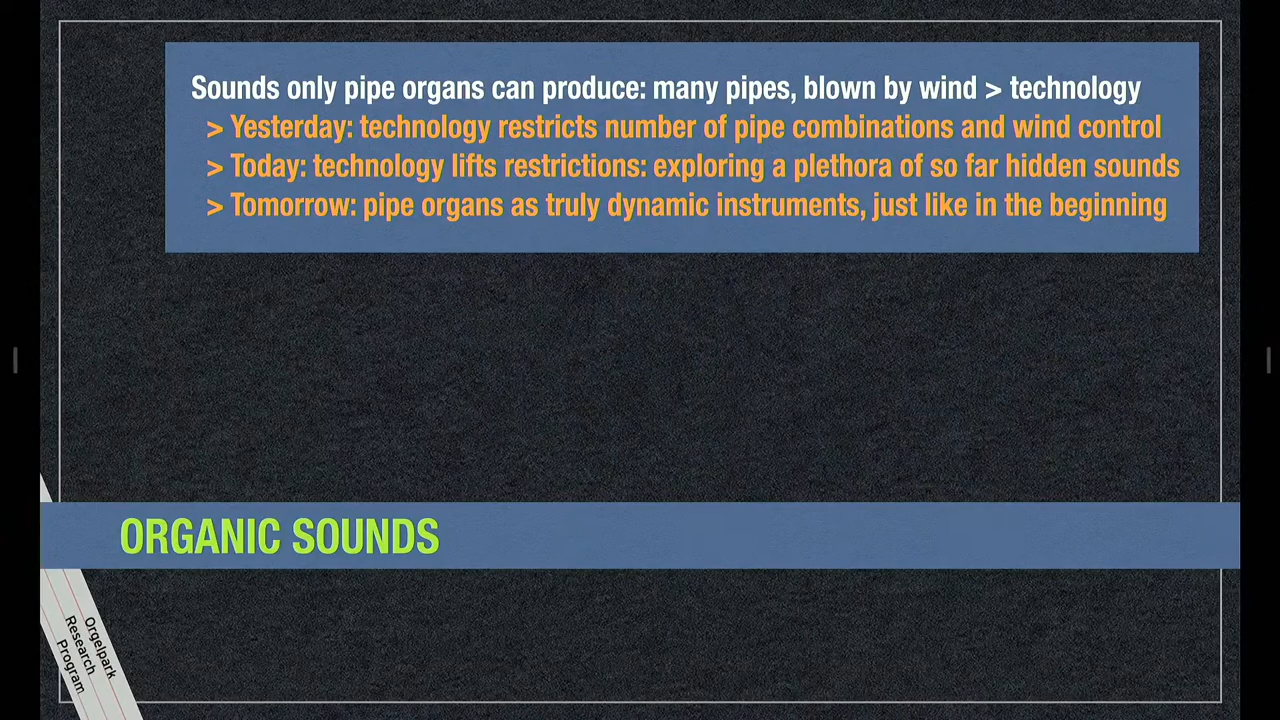 Sounds only pipe organs can produce: many pipes, blown by wind > technology
> Yesterday: technology restricts number of pipe combinations and wind control
> Today: technology lifts restrictions: exploring a plethora of so far hidden sounds
> Tomorrow: pipe organs as truly dynamic instruments, just like in the beginning
ORGANIC SOUNDS
Orgelpark
Research
Program